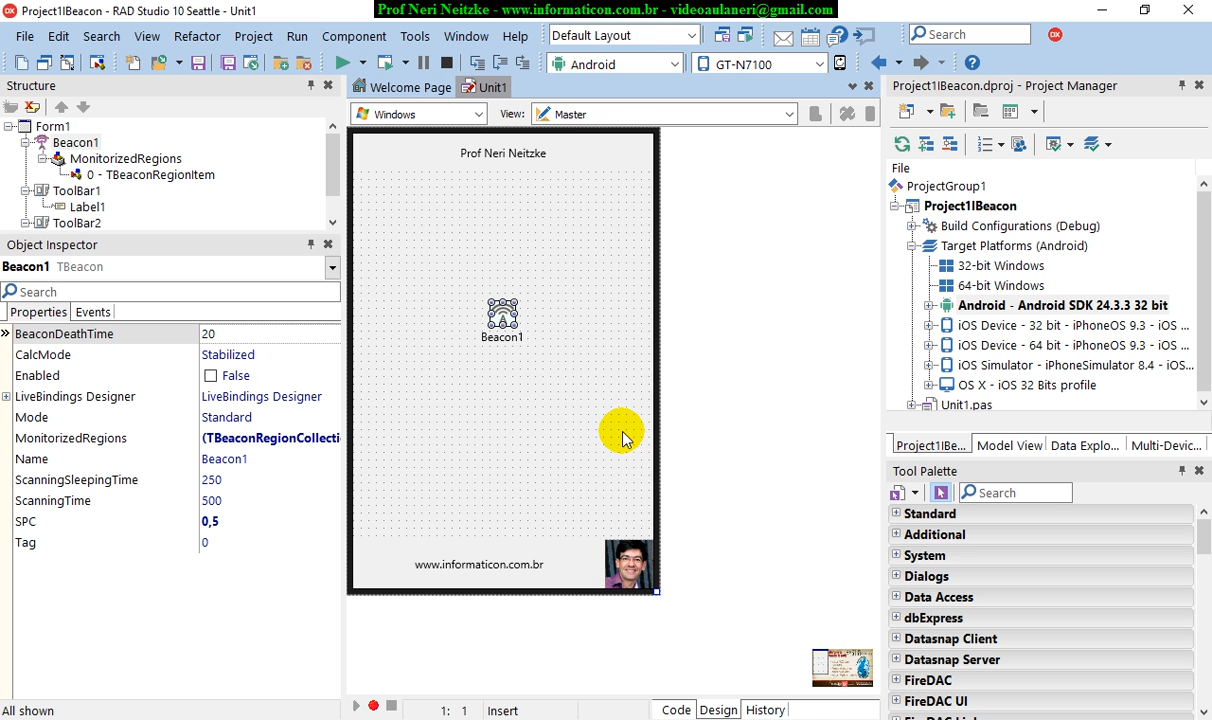 Project1IBeacon - RAD Studio 10 Seattle - Unit1
Prof Neri Neitzke - www.informaticon.com.br - videoaulaneri@gmail.com
File Edit Search View Refactor Project Run Component Tools Window Help
Default Layout
Search
Android
GT-N7100
Structure
Form1
Beacon1
MonitorizedRegions
0 - TBeaconRegionItem
ToolBar1
Label1
ToolBar2
Object Inspector
Beacon1 TBeacon
Search
Properties Events
BeaconDeathTime 20
CalcMode Stabilized
Enabled False
LiveBindings Designer LiveBindings Designer
Mode Standard
MonitorizedRegions (TBeaconRegionCollecti
Name Beacon1
ScanningSleepingTime 250
ScanningTime 500
SPC 0,5
Tag 0
All shown
Welcome Page Unit1
Windows View: Master
Prof Neri Neitzke
Beacon1
www.informaticon.com.br
1: 1 Insert
Code Design History
Project1IBeacon.dproj - Project Manager
File
ProjectGroup1
Project1IBeacon
Build Configurations (Debug)
Target Platforms (Android)
32-bit Windows
64-bit Windows
Android - Android SDK 24.3.3 32 bit
iOS Device - 32 bit - iPhoneOS 9.3 - iOS ...
iOS Device - 64 bit - iPhoneOS 9.3 - iOS ...
iOS Simulator - iPhoneSimulator 8.4 - iOS...
OS X - iOS 32 Bits profile
Unit1.pas
Project1IBe... Model View Data Explo... Multi-Devic...
Tool Palette
Search
Standard
Additional
System
Dialogs
Data Access
dbExpress
Datasnap Client
Datasnap Server
FireDAC
FireDAC UI